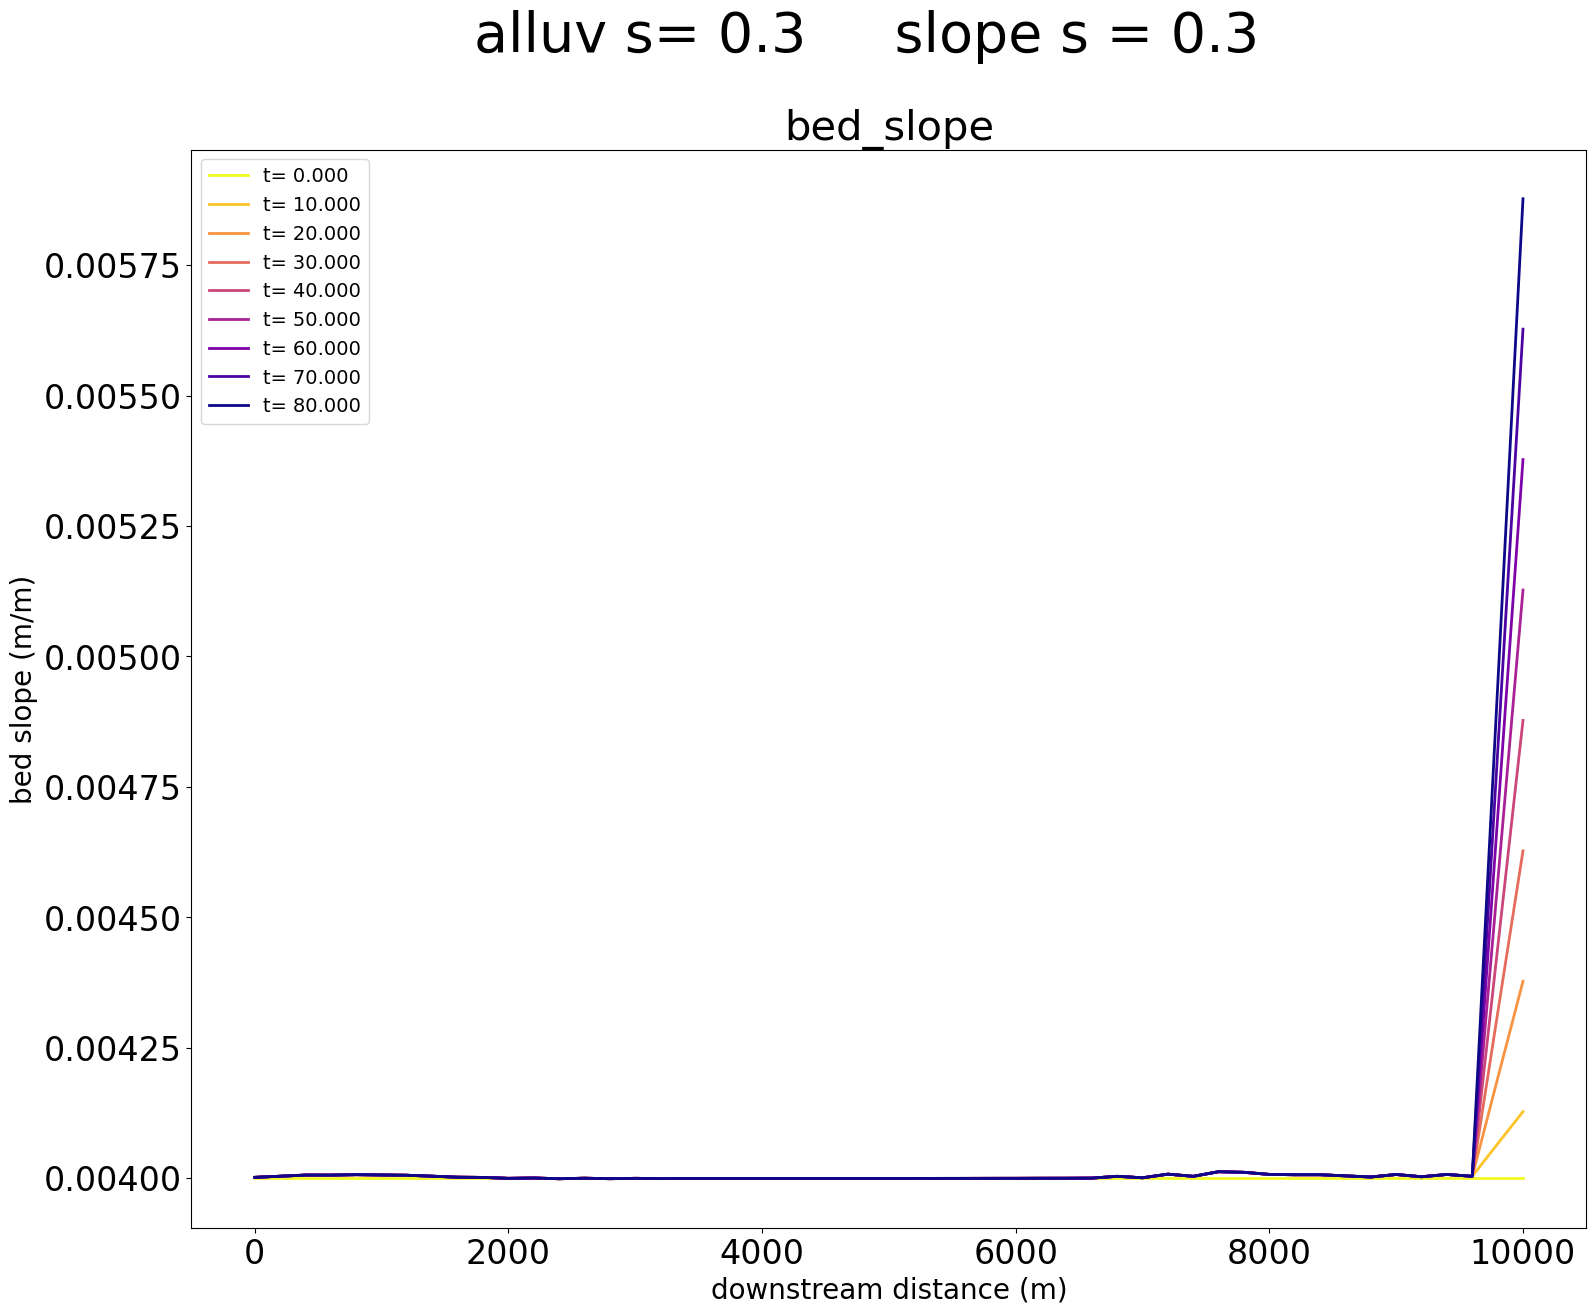 alluv s= 0.3 slope s = 0.3
bed_slope
t= 0.000
t= 10.000
t= 20.000
t= 30.000
t= 40.000
t= 50.000
t= 60.000
t= 70.000
t= 80.000
0.00575
0.00550
0.00525
0.00500
0.00475
0.00450
0.00425
0.00400
bed slope (m/m)
0 2000 4000 6000 8000 10000
downstream distance (m)